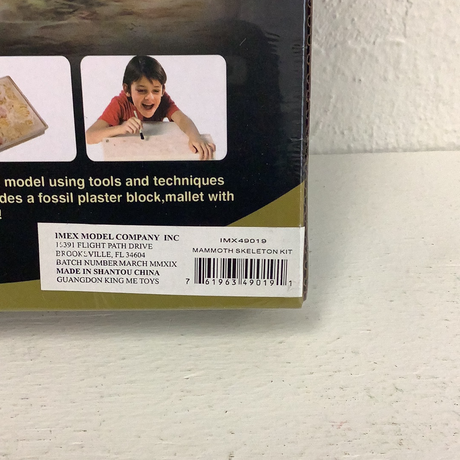 model using tools and techniques
des a fossil plaster block,mallet with
!
IMEX MODEL COMPANY INC
FLIGHT PATH DRIVE
BROOKSVILLE, FL 34604
BATCH NUMBER MARCH MMXIX
MADE IN SHANTOU CHINA
GUANGDON KING ME TOYS
IMX49019
MAMMOTH SKELETON KIT
7 61963 49019 1